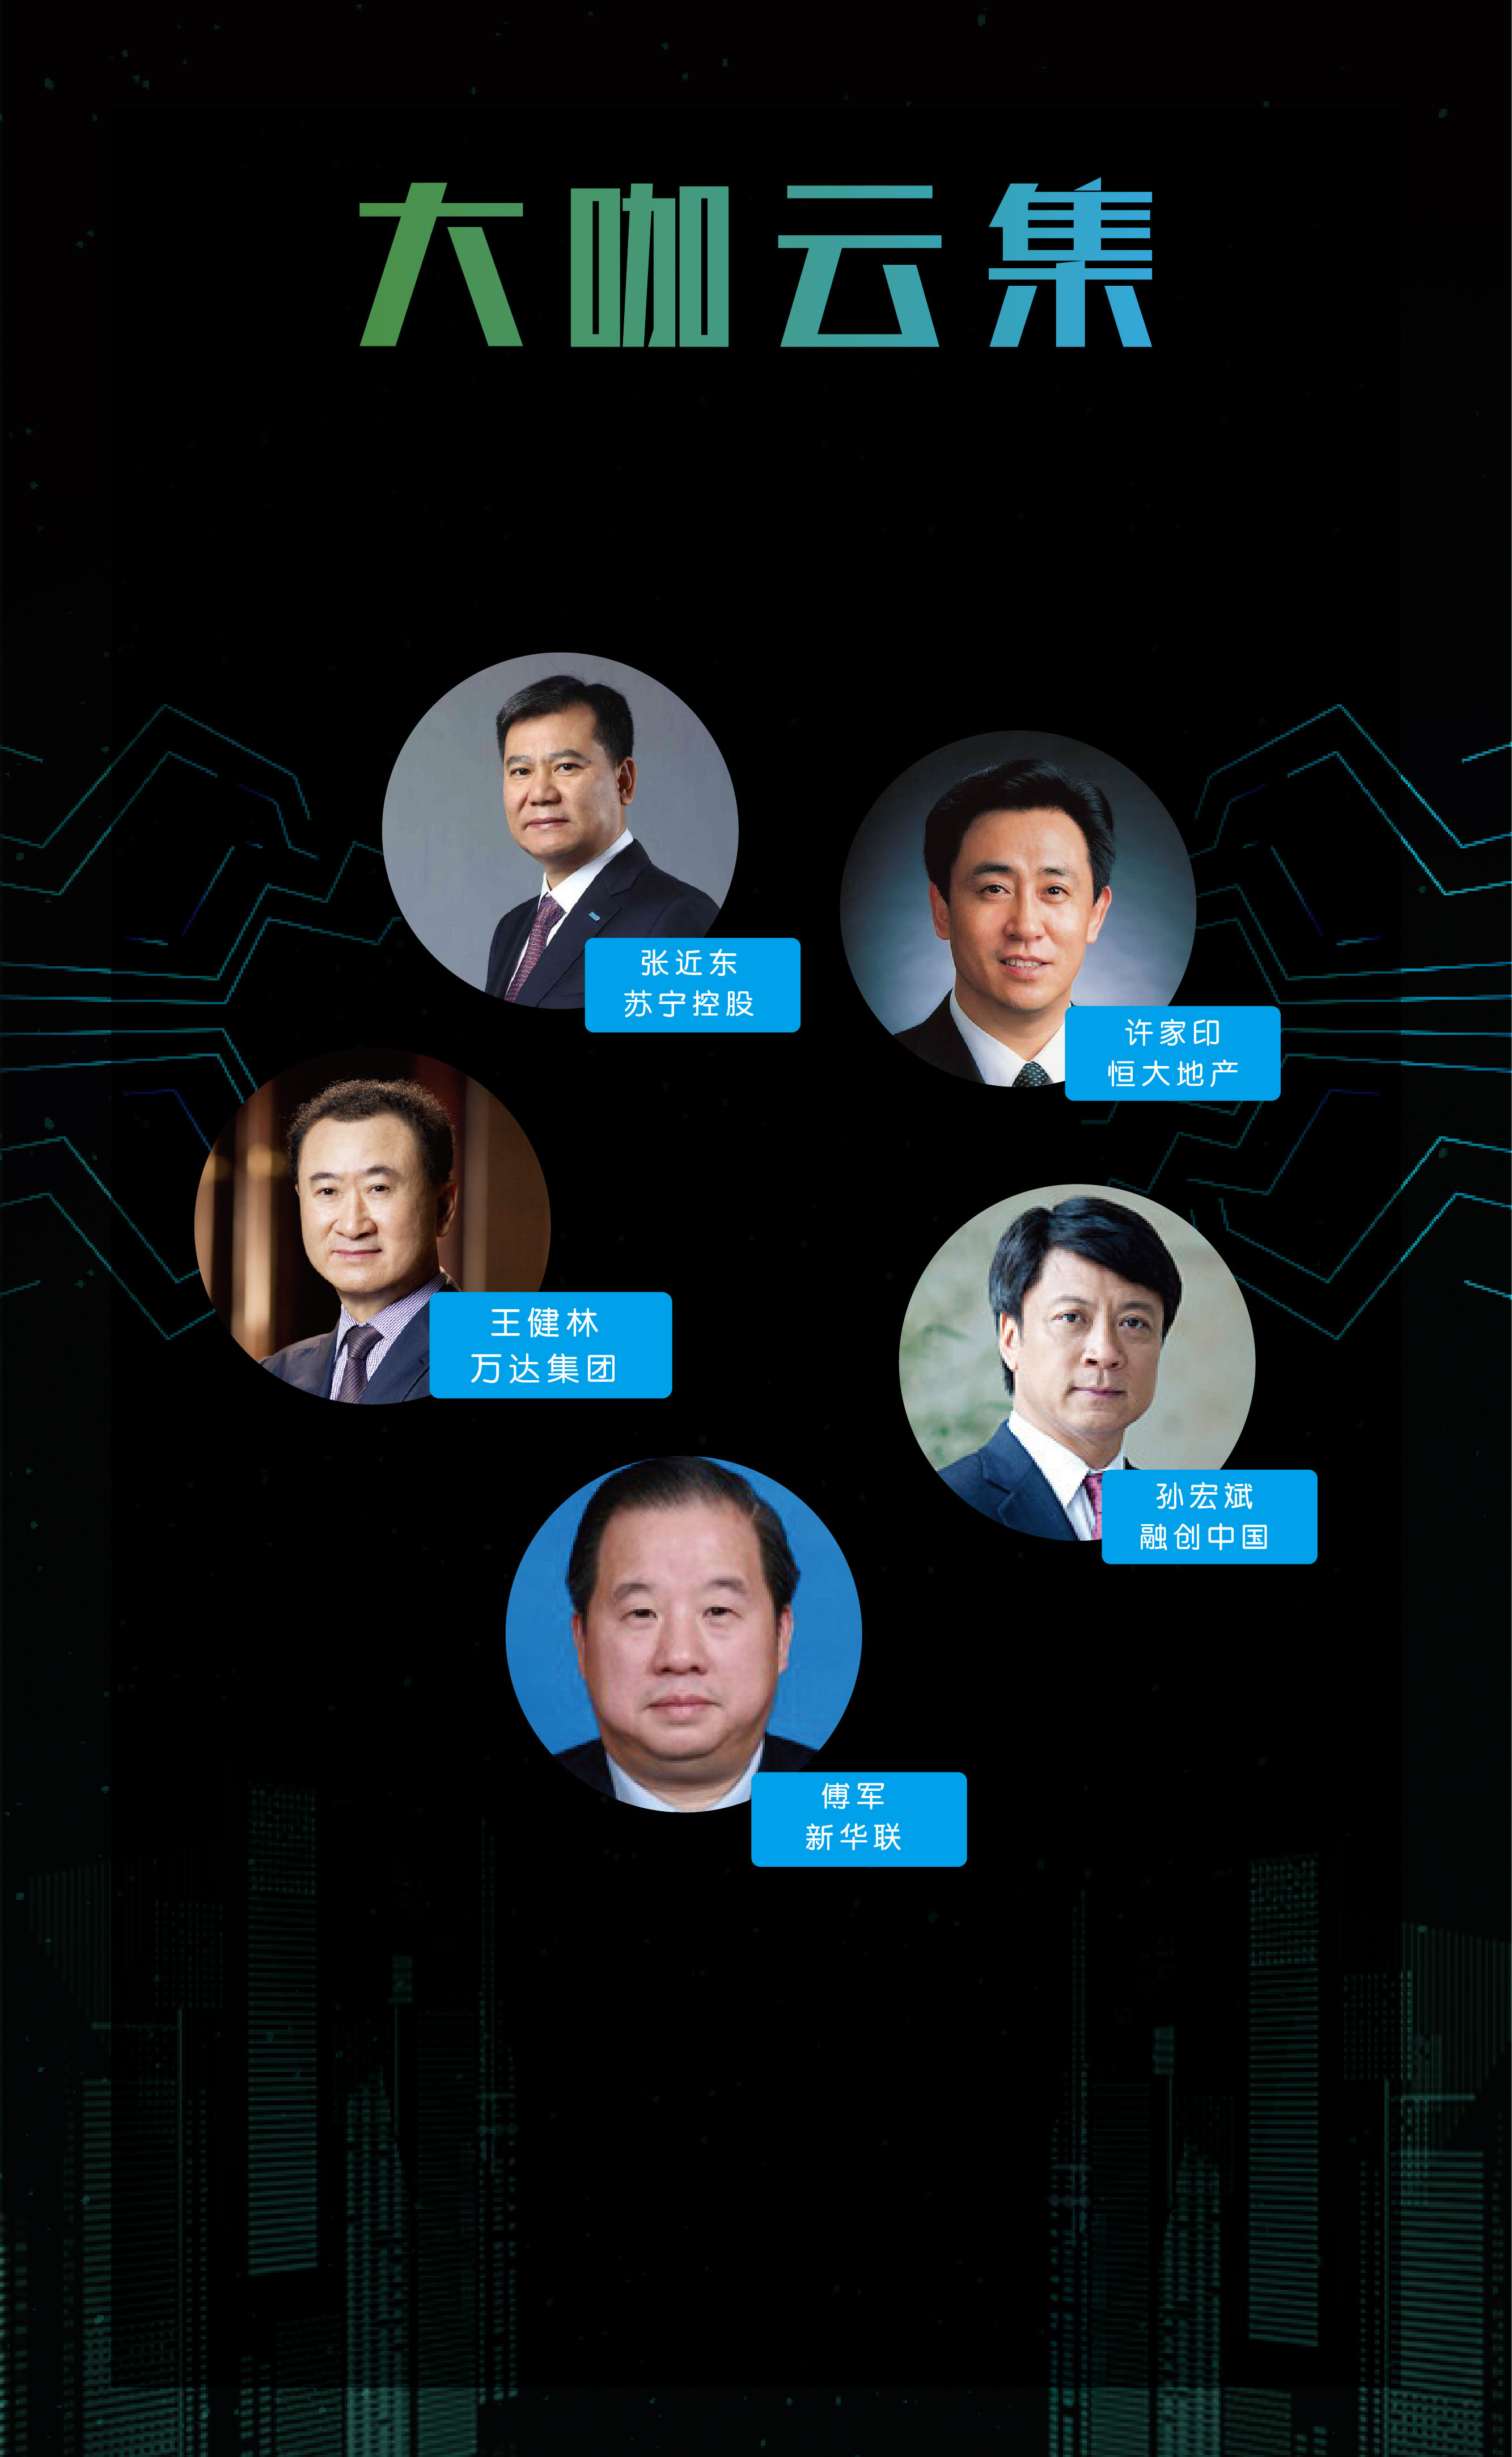 大咖云集
张近东
苏宁控股
许家印
恒大地产
王健林
万达集团
孙宏斌
融创中国
傅军
新华联